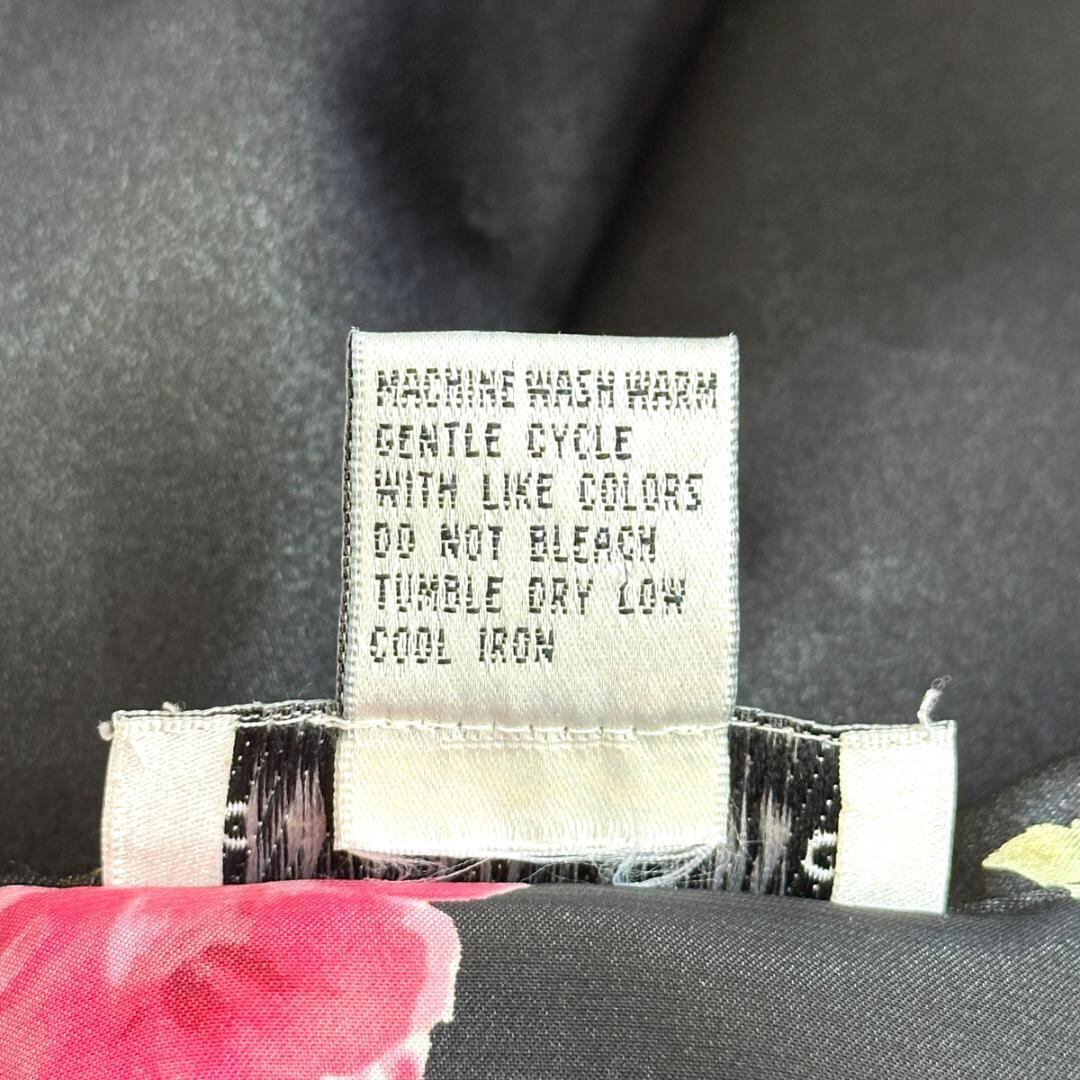 MACHINE WASH WARM
GENTLE CYCLE
WITH LIKE COLORS
DO NOT BLEACH
TUMBLE DRY LOW
COOL IRON